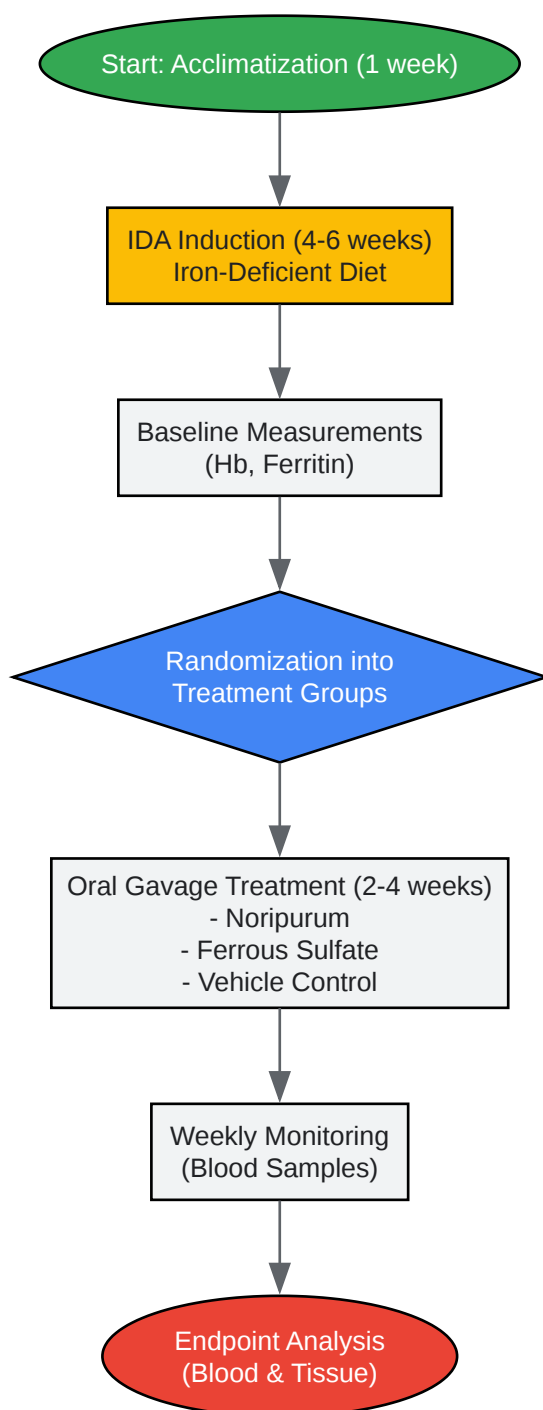 Start: Acclimatization (1 week)
IDA Induction (4-6 weeks)
Iron-Deficient Diet
Baseline Measurements
(Hb, Ferritin)
Randomization into
Treatment Groups
Oral Gavage Treatment (2-4 weeks)
- Noripurum
- Ferrous Sulfate
- Vehicle Control
Weekly Monitoring
(Blood Samples)
Endpoint Analysis
(Blood & Tissue)